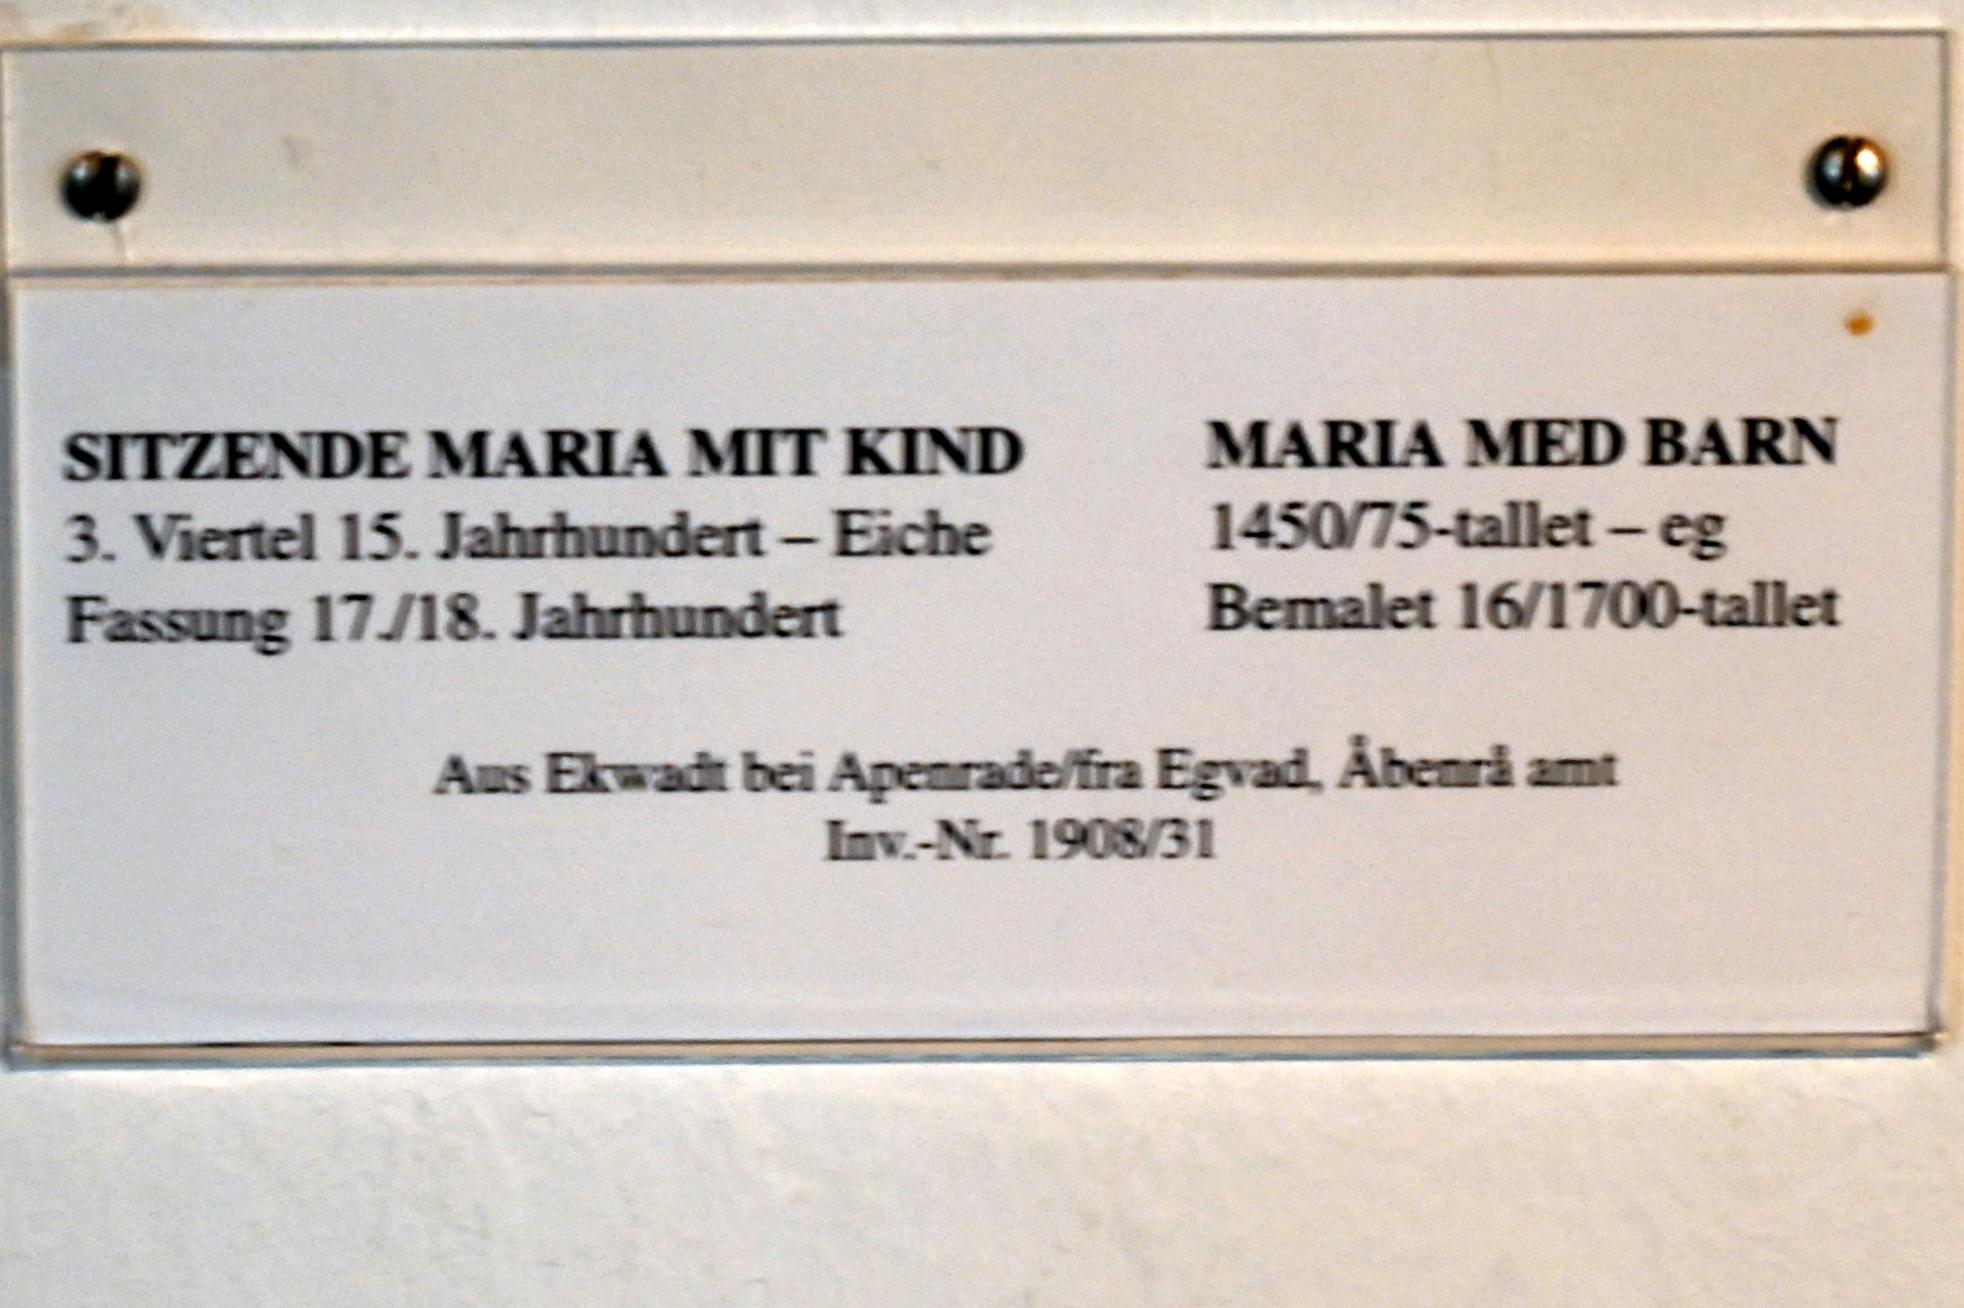 SITZENDE MARIA MIT KIND
3. Viertel 15. Jahrhundert – Eiche
Fassung 17./18. Jahrhundert
MARIA MED BARN
1450/75-tallet – eg
Bemalet 16/1700-tallet
Aus Ekwadt bei Apenrade/fra Egvad, Åbenrå amt
Inv.-Nr. 1908/31